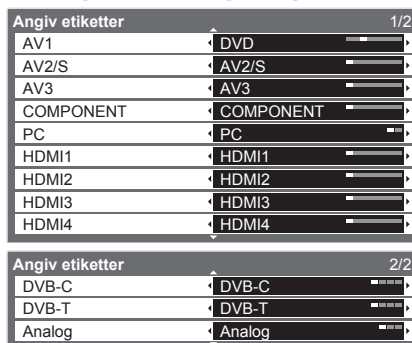 Angiv etiketter 1/2
AV1 DVD
AV2/S AV2/S
AV3 AV3
COMPONENT COMPONENT
PC PC
HDMI1 HDMI1
HDMI2 HDMI2
HDMI3 HDMI3
HDMI4 HDMI4
Angiv etiketter 2/2
DVB-C DVB-C
DVB-T DVB-T
Analog Analog